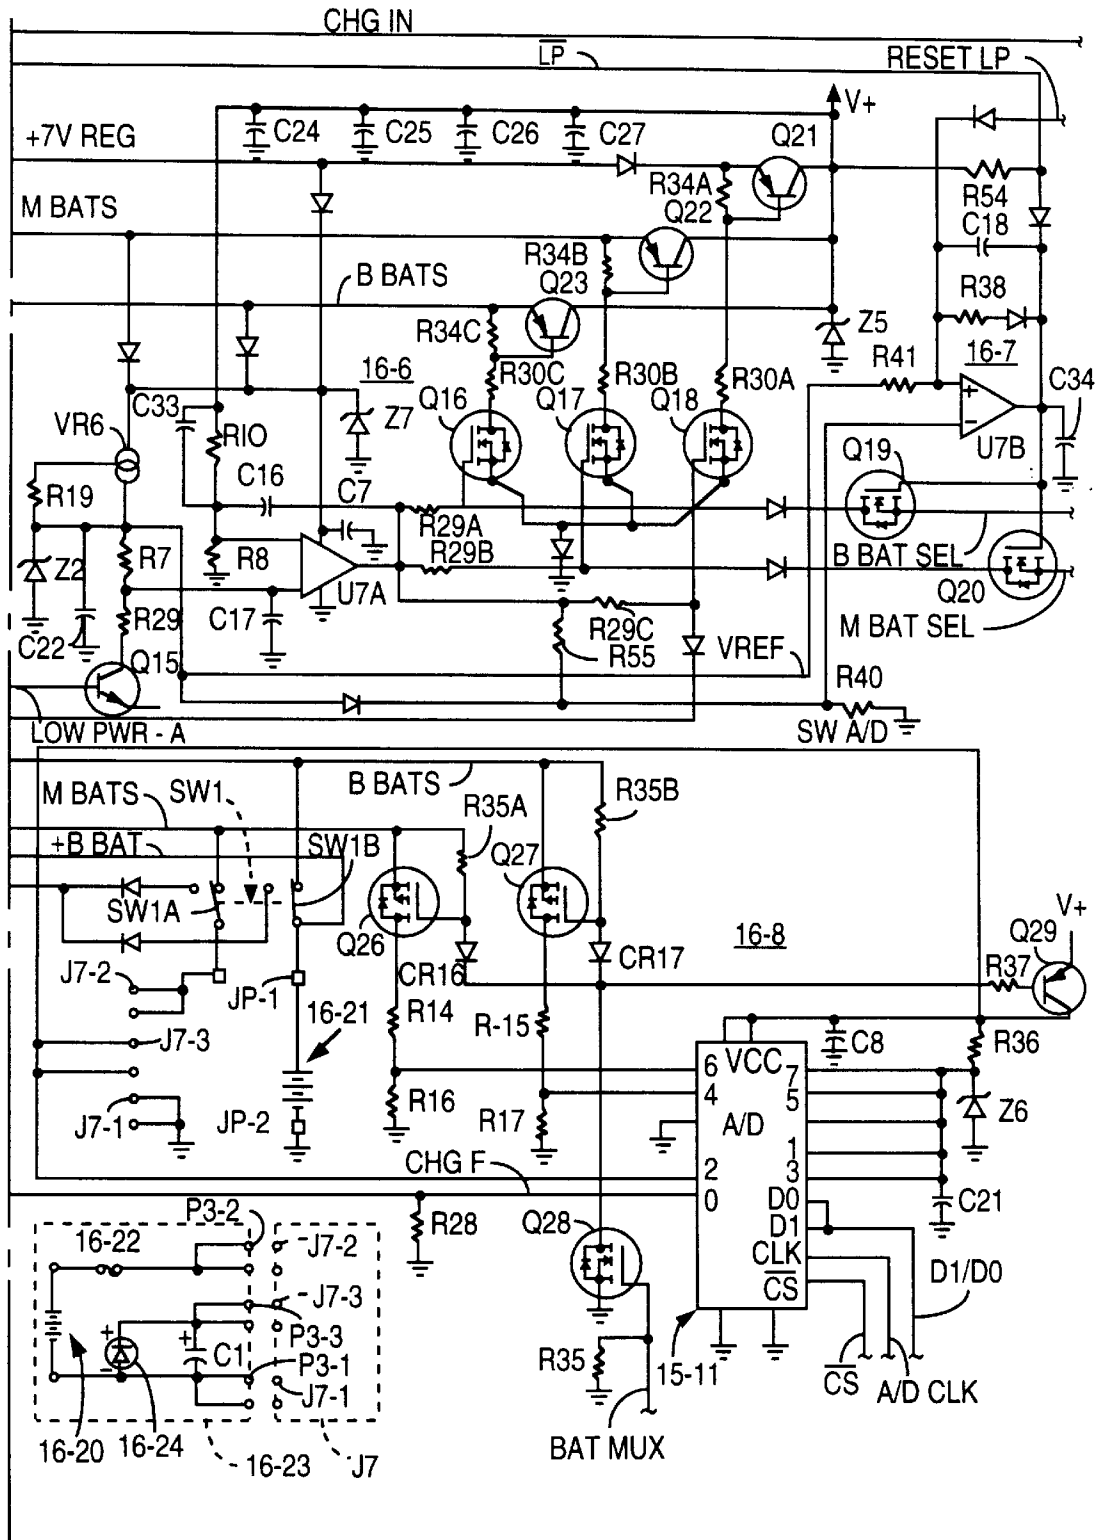 CHG IN
LP
RESET LP
V+
+7V REG
C24
C25
C26
C27
Q21
R34A
R54
M BATS
Q22
C18
R34B
B BATS
Q23
R38
Z5
R34C
16-7
16-6
R41
R30C
R30B
R30A
C34
C33
Q16
Q17
Q18
Z7
VR6
R10
U7B
Q19
C16
C7
R19
R29A
R8
R29B
B BAT SEL
Z2
R7
U7A
Q20
R29
C17
M BAT SEL
C22
R29C
R55
VREF
Q15
R40
LOW PWR - A
SW A/D
B BATS
M BATS
SW1
R35A
R35B
+B BAT
SW1B
Q27
SW1A
V+
Q26
16-8
Q29
J7-2
CR16
CR17
R37
JP-1
16-21
R14
R-15
J7-3
C8
R36
6
VCC
7
R16
4
5
Z6
J7-1
JP-2
R17
A/D
1
CHG F
2
3
0
D0
C21
P3-2
R28
Q28
D1
16-22
J7-2
CLK
D1/D0
CS
J7-3
+
+
P3-3
C1
P3-1
R35
-
15-11
J7-1
CS
A/D CLK
16-20
16-24
16-23
J7
BAT MUX